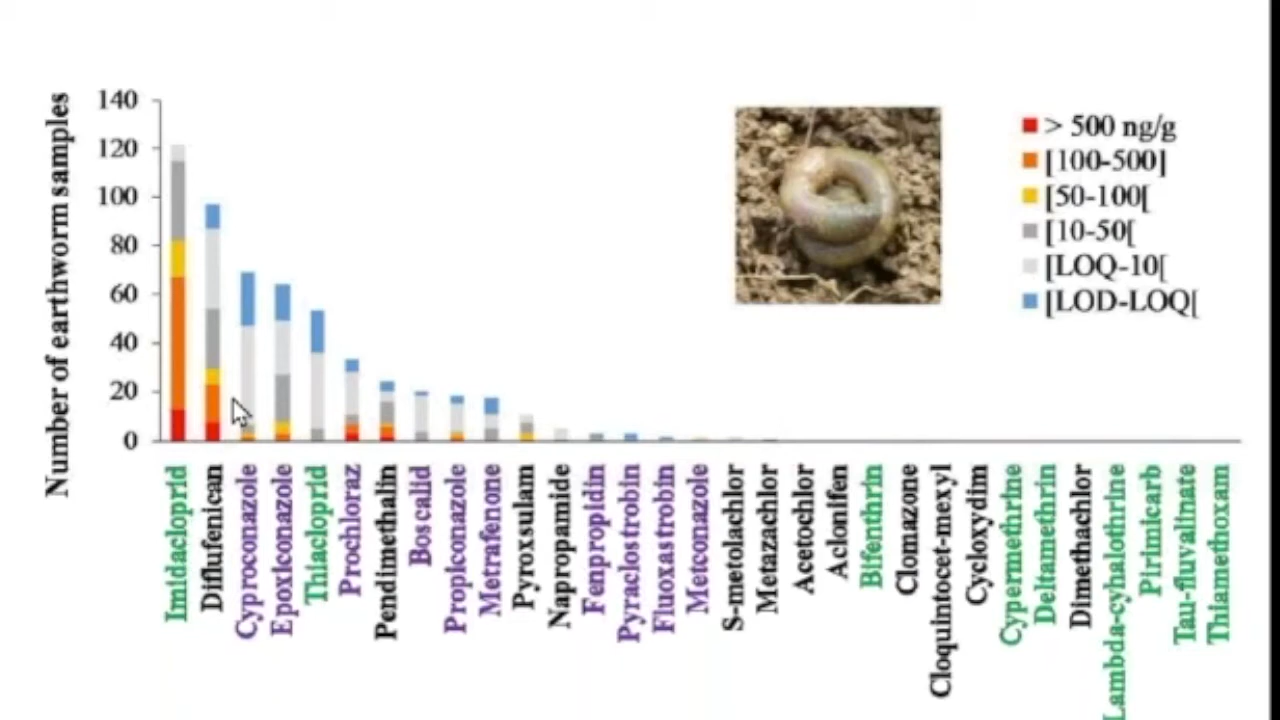 Number of earthworm samples
140
120
100
80
60
40
20
0
> 500 ng/g
[100-500]
[50-100[
[10-50[
[LOQ-10[
[LOD-LOQ[
Imidacloprid
Diflufenican
Cyproconazole
Epoxiconazole
Thiacloprid
Prochloraz
Pendimethalin
Boscalid
Propiconazole
Metrafenone
Pyroxsulam
Napropamide
Fenpropidin
Pyraclostrobin
Fluoxastrobin
Metconazole
S-metolachlor
Metazachlor
Acetochlor
Aclonifen
Bifenthrin
Clomazone
Cloquintocet-mexyl
Cycloxydim
Cypermethrine
Deltamethrin
Dimethachlor
Lambda-cyhalothrine
Pirimicarb
Tau-fluvalinate
Thiamethoxam